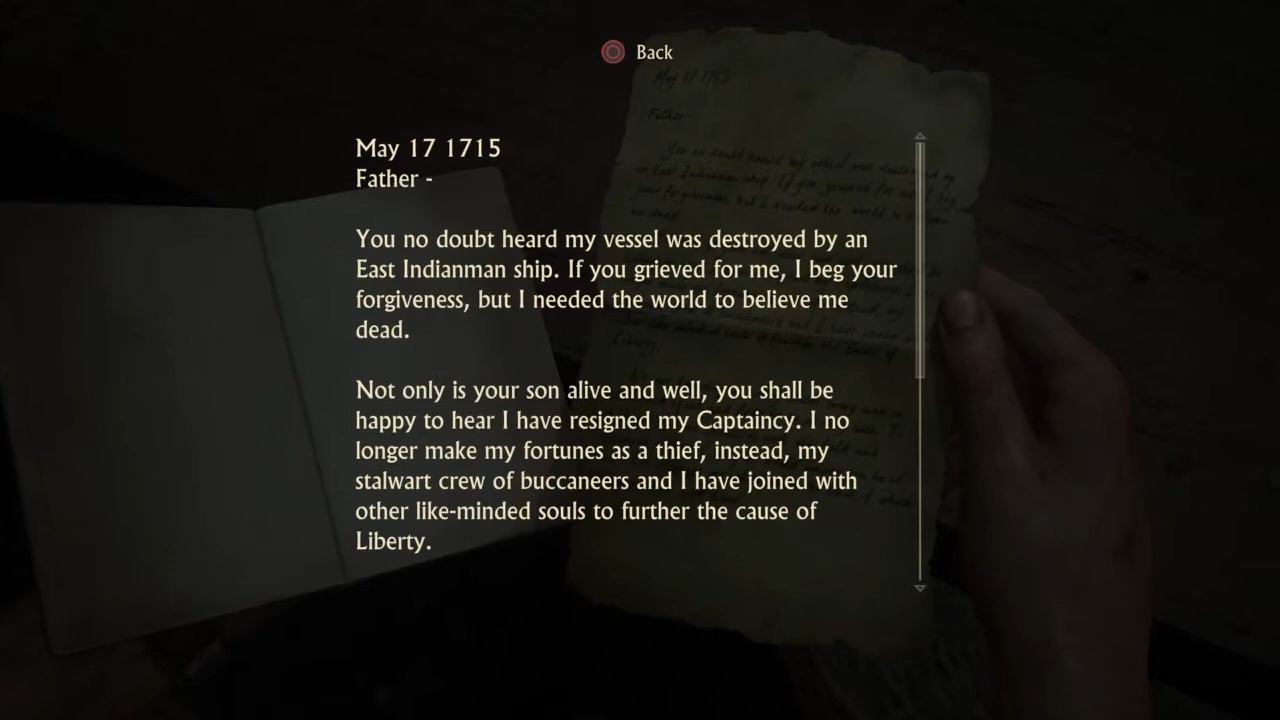 Back
May 17 1715
Father -
You no doubt heard my vessel was destroyed by an
East Indianman ship. If you grieved for me, I beg your
forgiveness, but I needed the world to believe me
dead.
Not only is your son alive and well, you shall be
happy to hear I have resigned my Captaincy. I no
longer make my fortunes as a thief, instead, my
stalwart crew of buccaneers and I have joined with
other like-minded souls to further the cause of
Liberty.